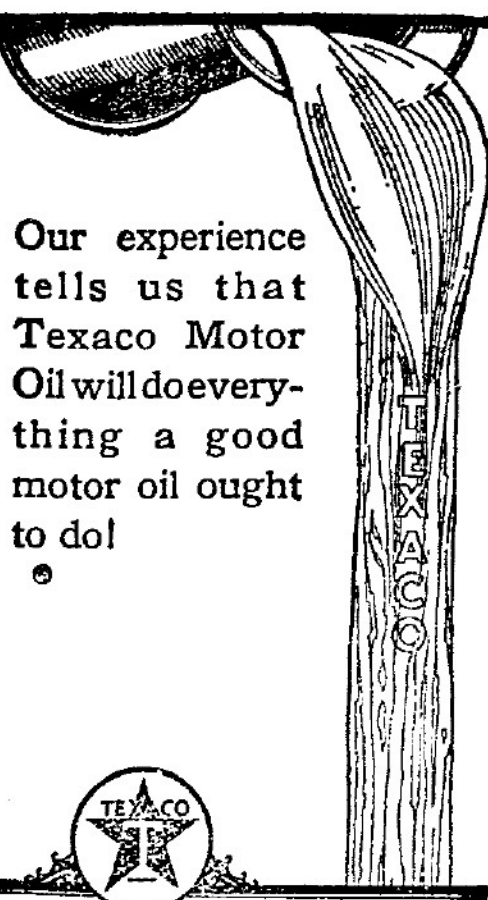 Our experience
tells us that
Texaco Motor
Oil will do every-
thing a good
motor oil ought
to do!
TEXACO
TEXACO
T